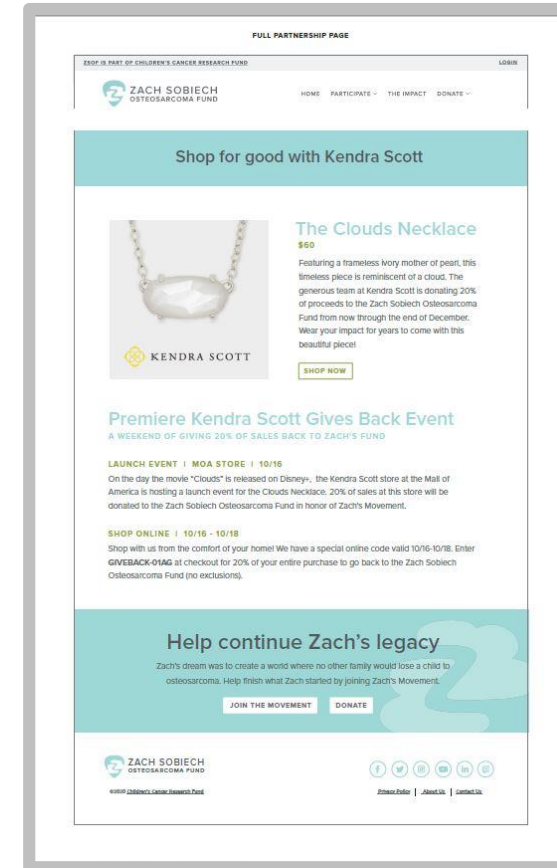 FULL PARTNERSHIP PAGE
ZSOF IS PART OF CHILDREN'S CANCER RESEARCH FUND
LOGIN
ZACH SOBIECH
OSTEOSARCOMA FUND
HOME PARTICIPATE THE IMPACT DONATE
Shop for good with Kendra Scott
The Clouds Necklace
$60
Featuring a frameless ivory mother of pearl, this
timeless piece is reminiscent of a cloud. The
generous team at Kendra Scott is donating 20%
of proceeds to the Zach Sobiech Osteosarcoma
Fund from now through the end of December.
Wear your impact for years to come with this
beautiful piece!
SHOP NOW
KENDRA SCOTT
Premiere Kendra Scott Gives Back Event
A WEEKEND OF GIVING 20% OF SALES BACK TO ZACH'S FUND
LAUNCH EVENT | MOA STORE | 10/16
On the day the movie "Clouds" is released on Disney+, the Kendra Scott store at the Mall of
America is hosting a launch event for the Clouds Necklace. 20% of sales at this store will be
donated to the Zach Sobiech Osteosarcoma Fund in honor of Zach's Movement.
SHOP ONLINE | 10/16 - 10/18
Shop with us from the comfort of your home! We have a special online code valid 10/16-10/18. Enter
GIVEBACK-01AG at checkout for 20% of your entire purchase to go back to the Zach Sobiech
Osteosarcoma Fund (no exclusions).
Help continue Zach's legacy
Zach's dream was to create a world where no other family would lose a child to
osteosarcoma. Help finish what Zach started by joining Zach's Movement.
JOIN THE MOVEMENT DONATE
ZACH SOBIECH
OSTEOSARCOMA FUND
©2020 Children's Cancer Research Fund
Privacy Policy | About Us | Contact Us